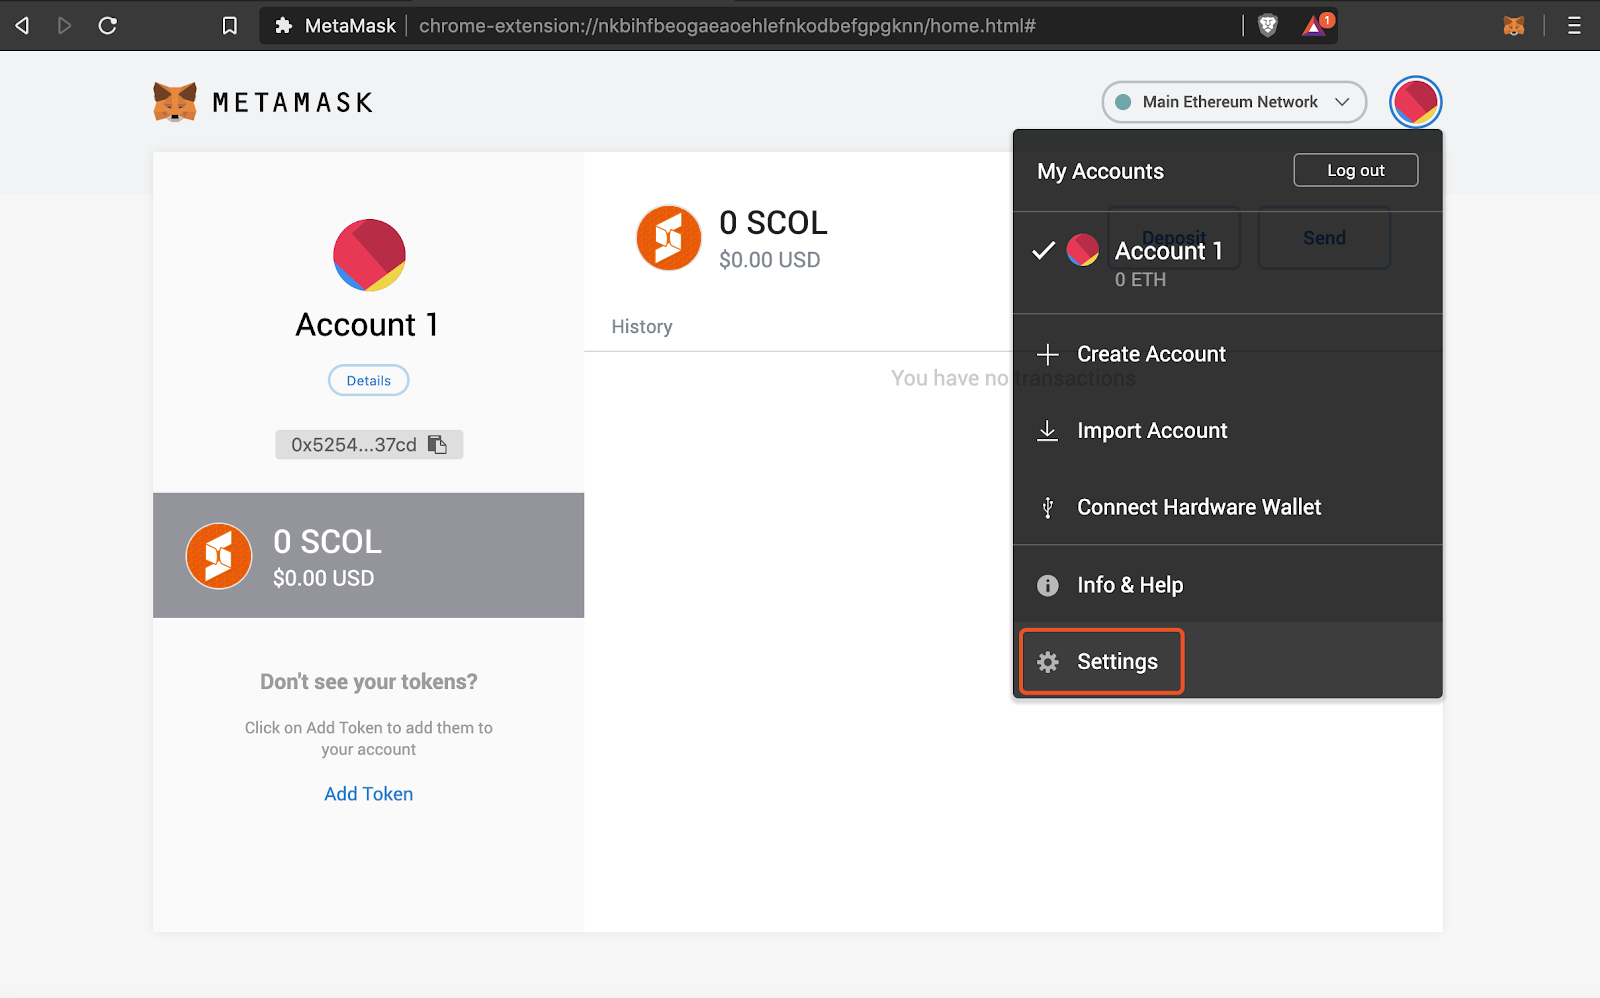 MetaMask
chrome-extension://nkbihfbeogaeaoehlefnkodbefgpgknn/home.html#
1
METAMASK
Main Ethereum Network
My Accounts
Log out
Account 1
0 ETH
Deposit
Send
Create Account
Import Account
Connect Hardware Wallet
Info & Help
Settings
Account 1
Details
0x5254...37cd
0 SCOL
$0.00 USD
Don't see your tokens?
Click on Add Token to add them to
your account
Add Token
0 SCOL
$0.00 USD
History
You have no transactions